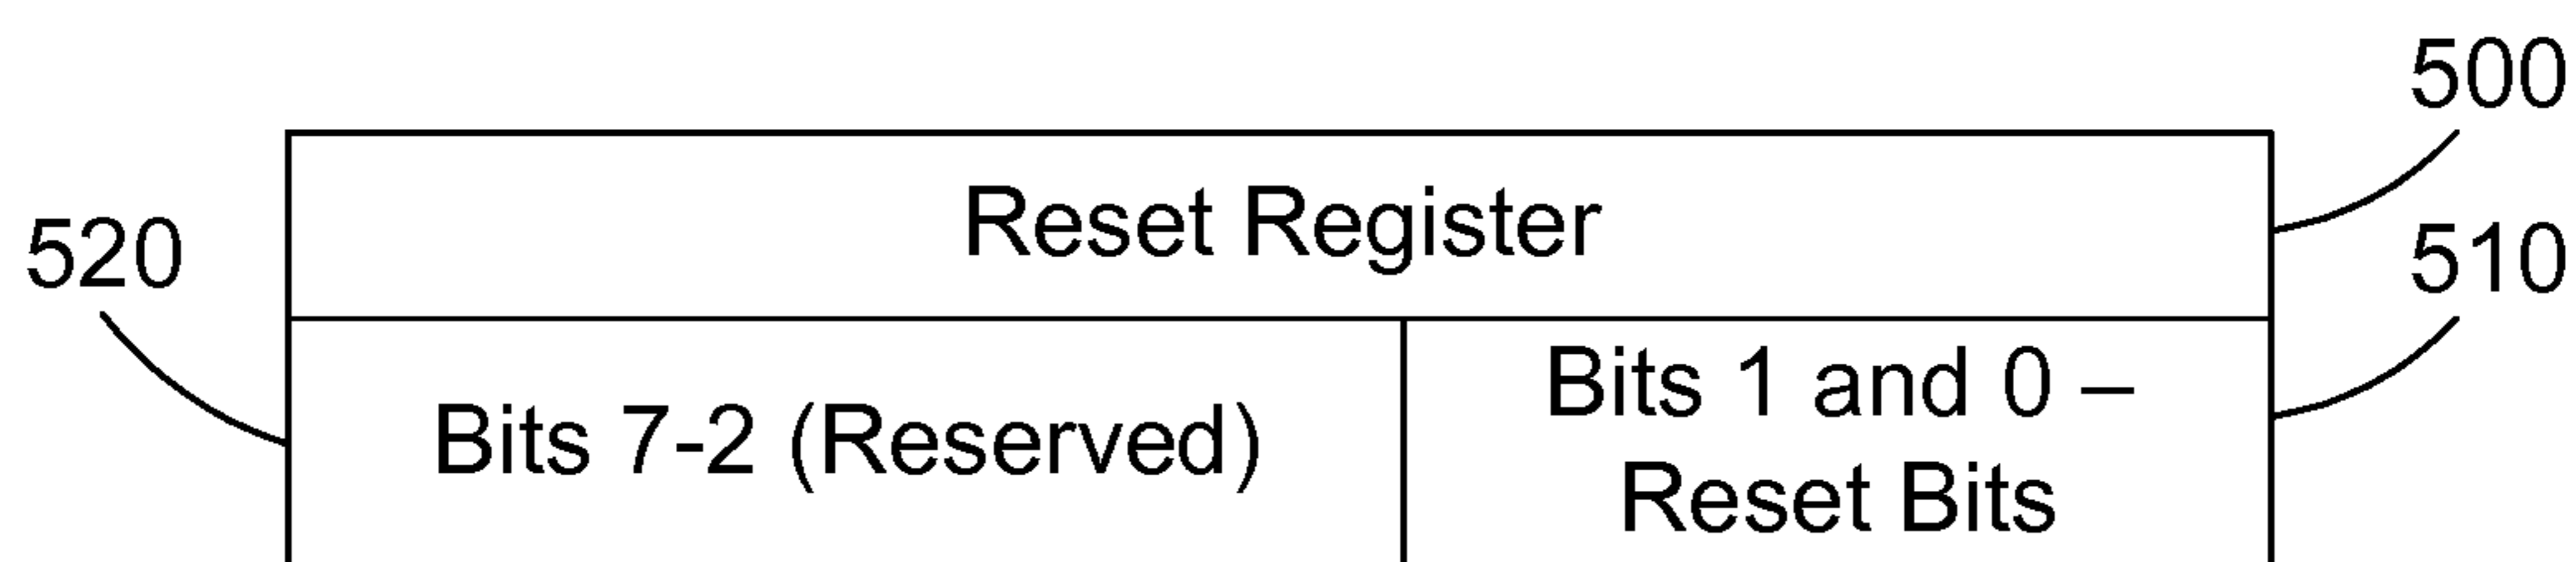 500
Reset Register
520
510
Bits 7-2 (Reserved)
Bits 1 and 0 –
Reset Bits